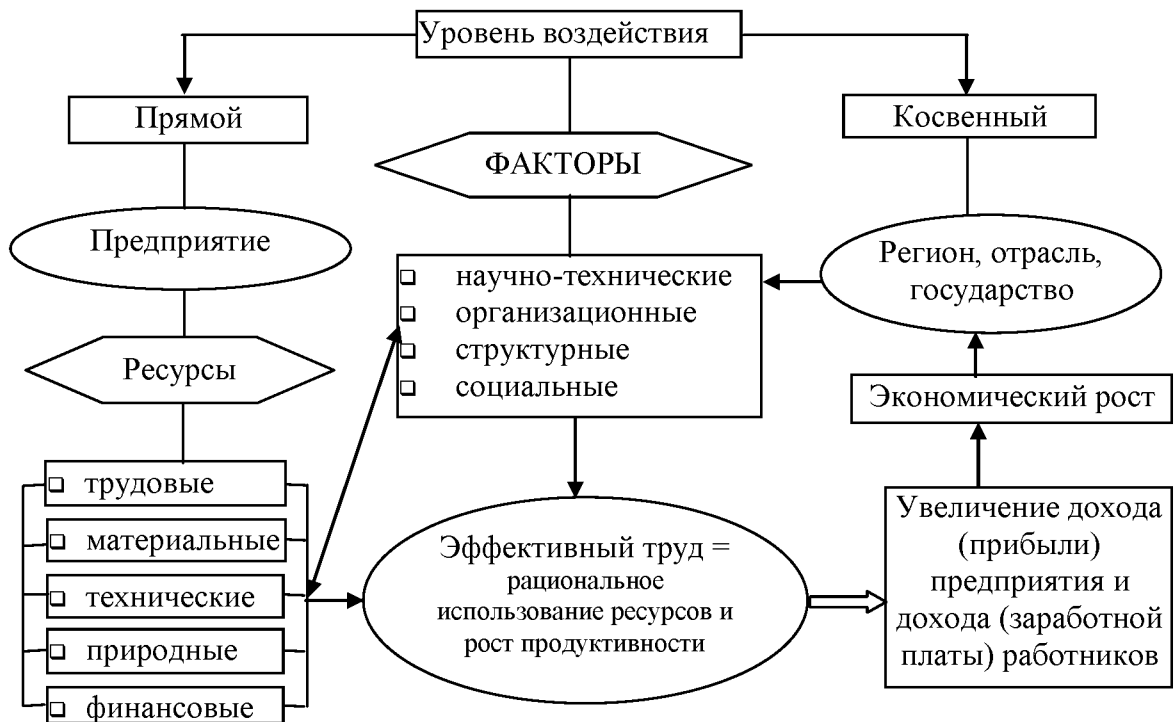 Уровень воздействия
Прямой
Косвенный
ФАКТОРЫ
Предприятие
Регион, отрасль,
государство
научно-технические
организационные
структурные
социальные
Ресурсы
Экономический рост
трудовые
материальные
технические
природные
финансовые
Эффективный труд =
рациональное
использование ресурсов и
рост продуктивности
Увеличение дохода
(прибыли)
предприятия и
дохода (заработной
платы) работников